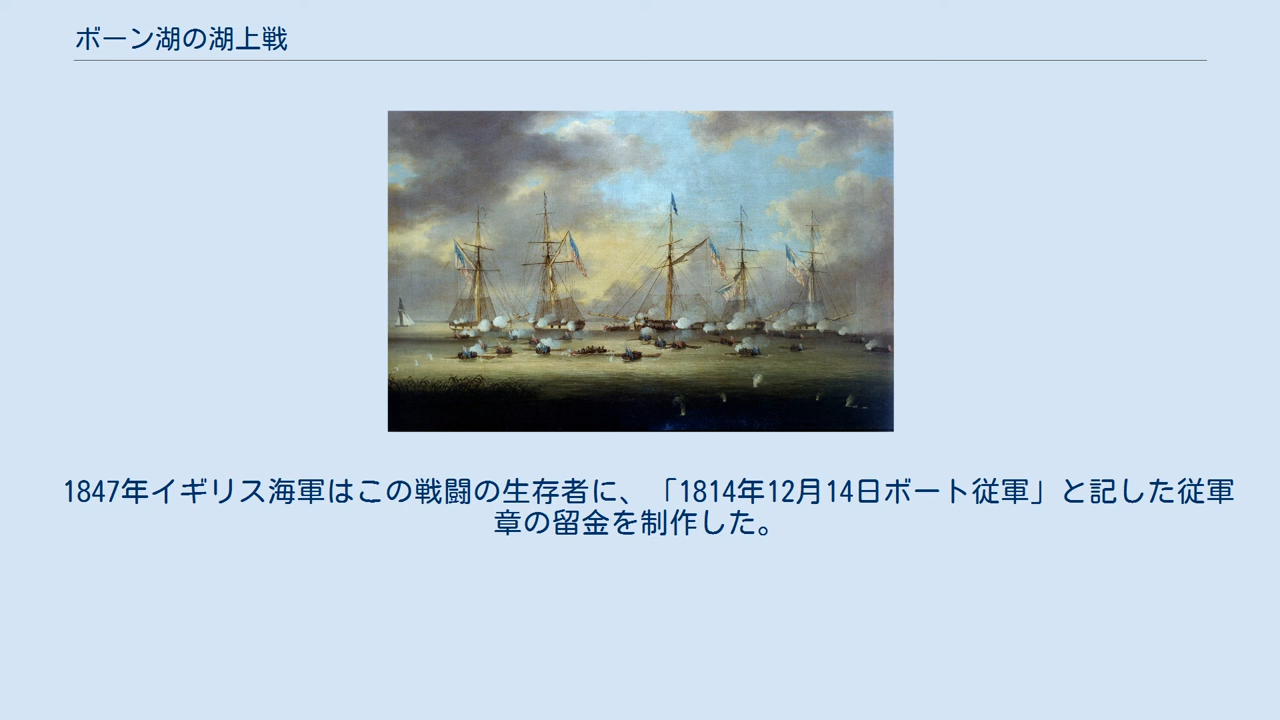 ボーン湖の湖上戦
1847年イギリス海軍はこの戦闘の生存者に、「1814年12月14日ボート従軍」と記した従軍
章の留金を制作した。